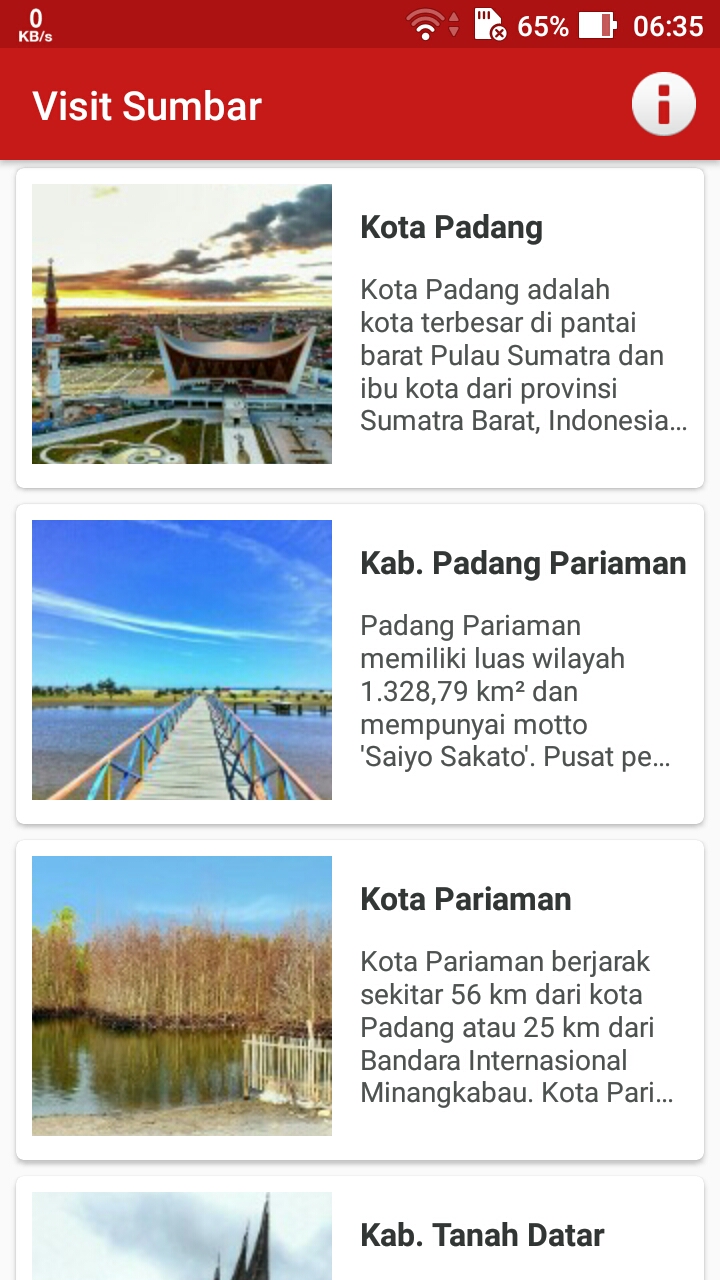 0
KB/s
65%
06:35
Visit Sumbar
Kota Padang
Kota Padang adalah
kota terbesar di pantai
barat Pulau Sumatra dan
ibu kota dari provinsi
Sumatra Barat, Indonesia...
Kab. Padang Pariaman
Padang Pariaman
memiliki luas wilayah
1.328,79 km² dan
mempunyai motto
'Saiyo Sakato'. Pusat pe...
Kota Pariaman
Kota Pariaman berjarak
sekitar 56 km dari kota
Padang atau 25 km dari
Bandara Internasional
Minangkabau. Kota Pari...
Kab. Tanah Datar